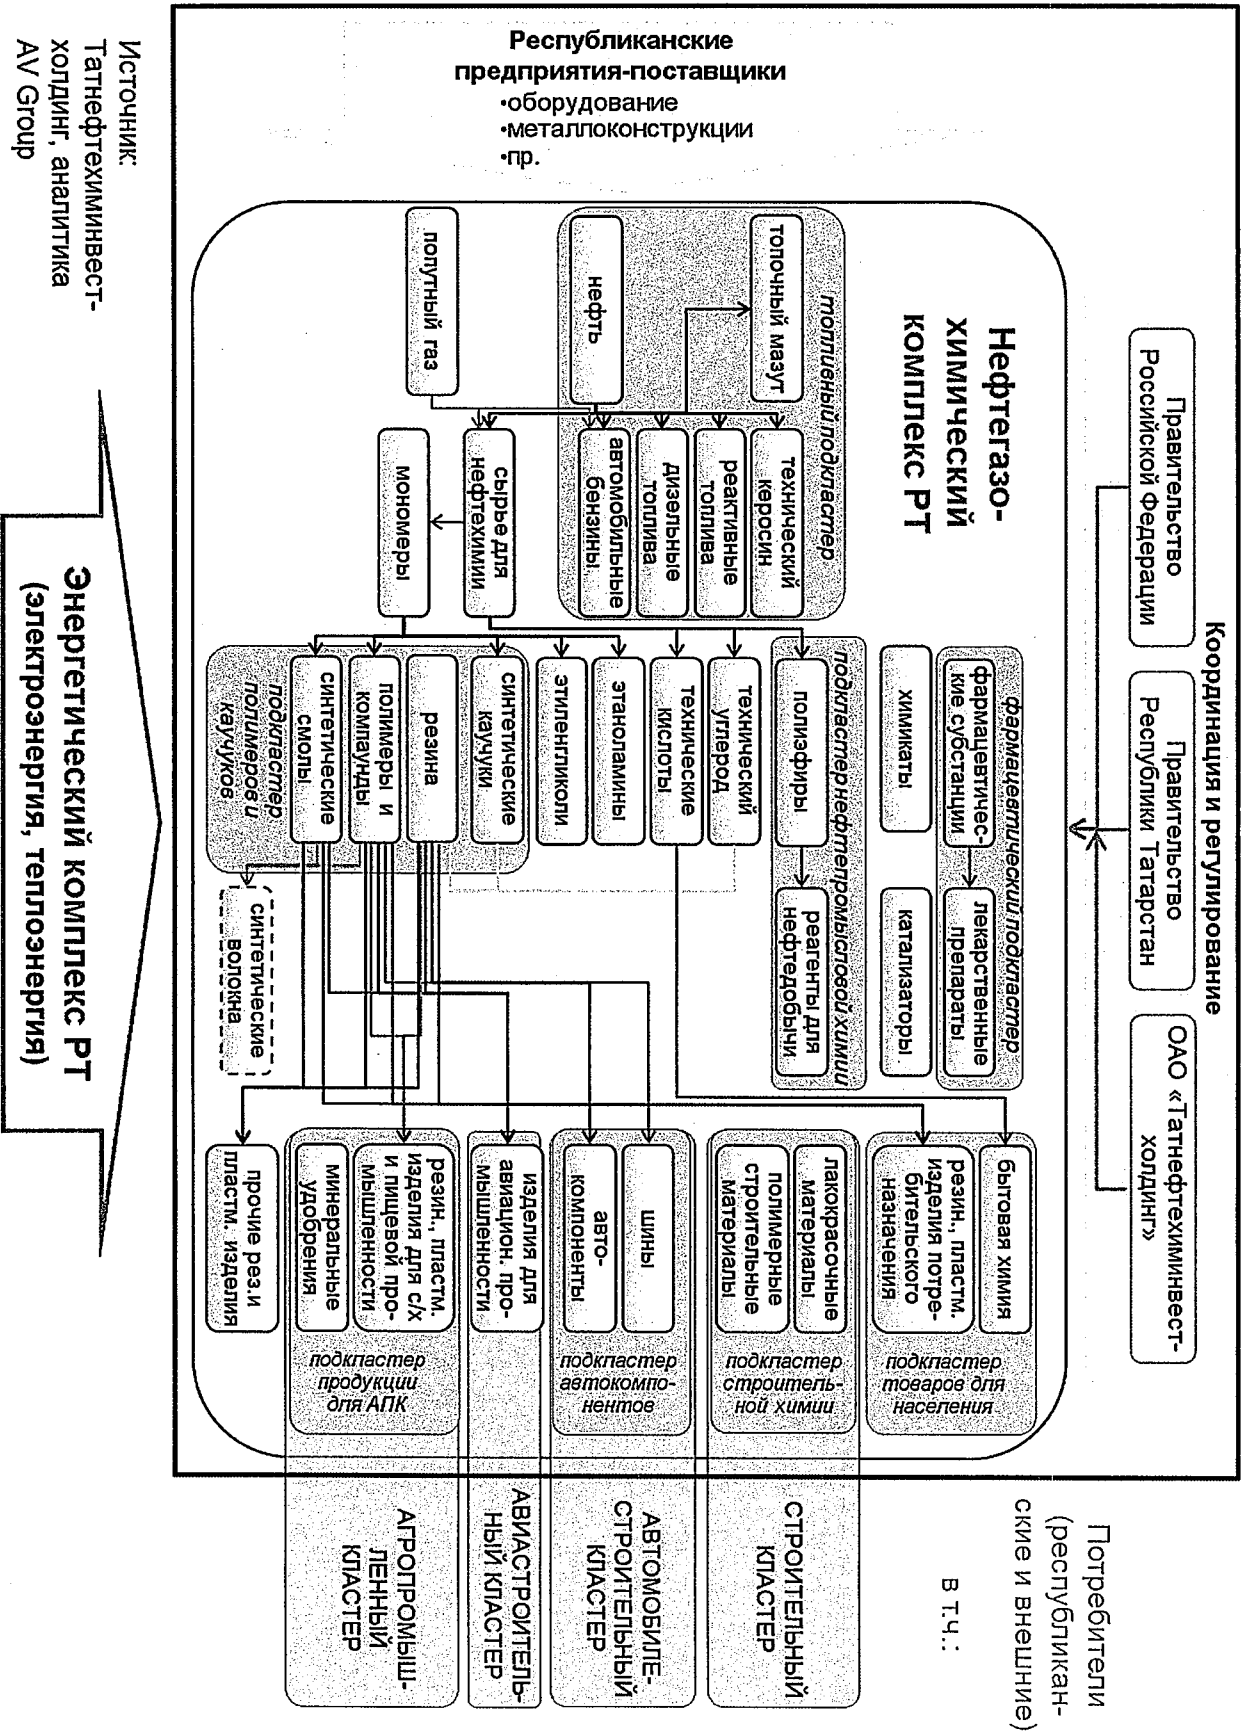 Координация и регулирование
Правительство
Российской Федерации
Правительство
Республики Татарстан
ОАО «Татнефтехиминвест-
холдинг»
Республиканские
предприятия-поставщики
•оборудование
•металлоконструкции
•пр.
Нефтегазо-
химический
комплекс РТ
топливный подкластер
топочный мазут
нефть
попутный газ
технический
керосин
реактивные
топлива
дизельные
топлива
автомобильные
бензины
сырье для
нефтехимии
мономеры
фармацевтический подкластер
фармацевтичес-
кие субстанции
лекарственные
препараты
химикаты
катализаторы
подкластер нефтепромысловой химии
полиэфиры
реагенты для
нефтедобычи
технический
углерод
технические
кислоты
этаноламины
этиленгликоли
синтетические
каучуки
резина
полимеры и
компаунды
синтетические
смолы
подкластер
полимеров и
каучуков
синтетические
волокна
бытовая химия
резин., пластм.
изделия потре-
бительского
назначения
подкластер
товаров для
населения
лакокрасочные
материалы
полимерные
строительные
материалы
подкластер
строитель-
ной химии
шины
авто-
компоненты
подкластер
автокомпо-
нентов
изделия для
авиацион. про-
мышленности
резин., пластм.
изделия для с/х
и пищевой про-
мышленности
минеральные
удобрения
подкластер
продукции
для АПК
прочие рез.и
пластм. изделия
Потребители
(республикан-
ские и внешние)
в т.ч.:
СТРОИТЕЛЬНЫЙ
КЛАСТЕР
АВТОМОБИЛЕ-
СТРОИТЕЛЬНЫЙ
КЛАСТЕР
АВИАСТРОИТЕЛЬ-
НЫЙ КЛАСТЕР
АГРОПРОМЫШ-
ЛЕННЫЙ
КЛАСТЕР
Энергетический комплекс РТ
(электроэнергия, теплоэнергия)
Источник:
Татнефтехиминвест-
холдинг, аналитика
AV Group